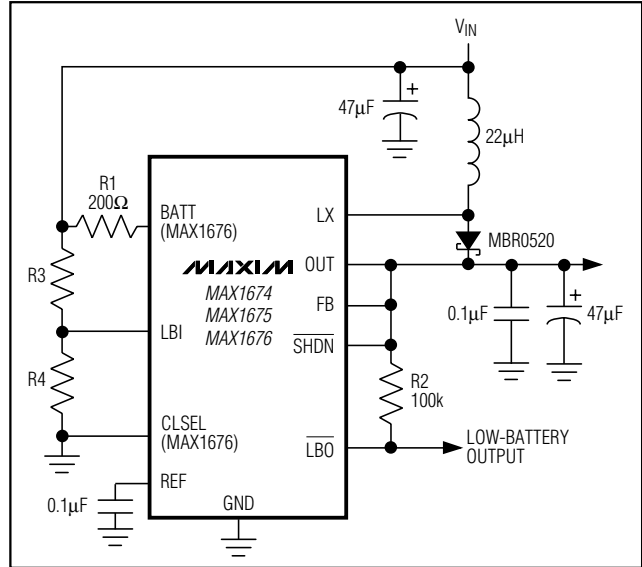 VIN
47µF
22µH
R1
200Ω
BATT
(MAX1676)
LX
MBR0520
MAXIM
OUT
R3
MAX1674
MAX1675
MAX1676
FB
0.1µF
47µF
LBI
SHDN
R4
R2
100k
CLSEL
(MAX1676)
LBO
LOW-BATTERY
OUTPUT
REF
0.1µF
GND